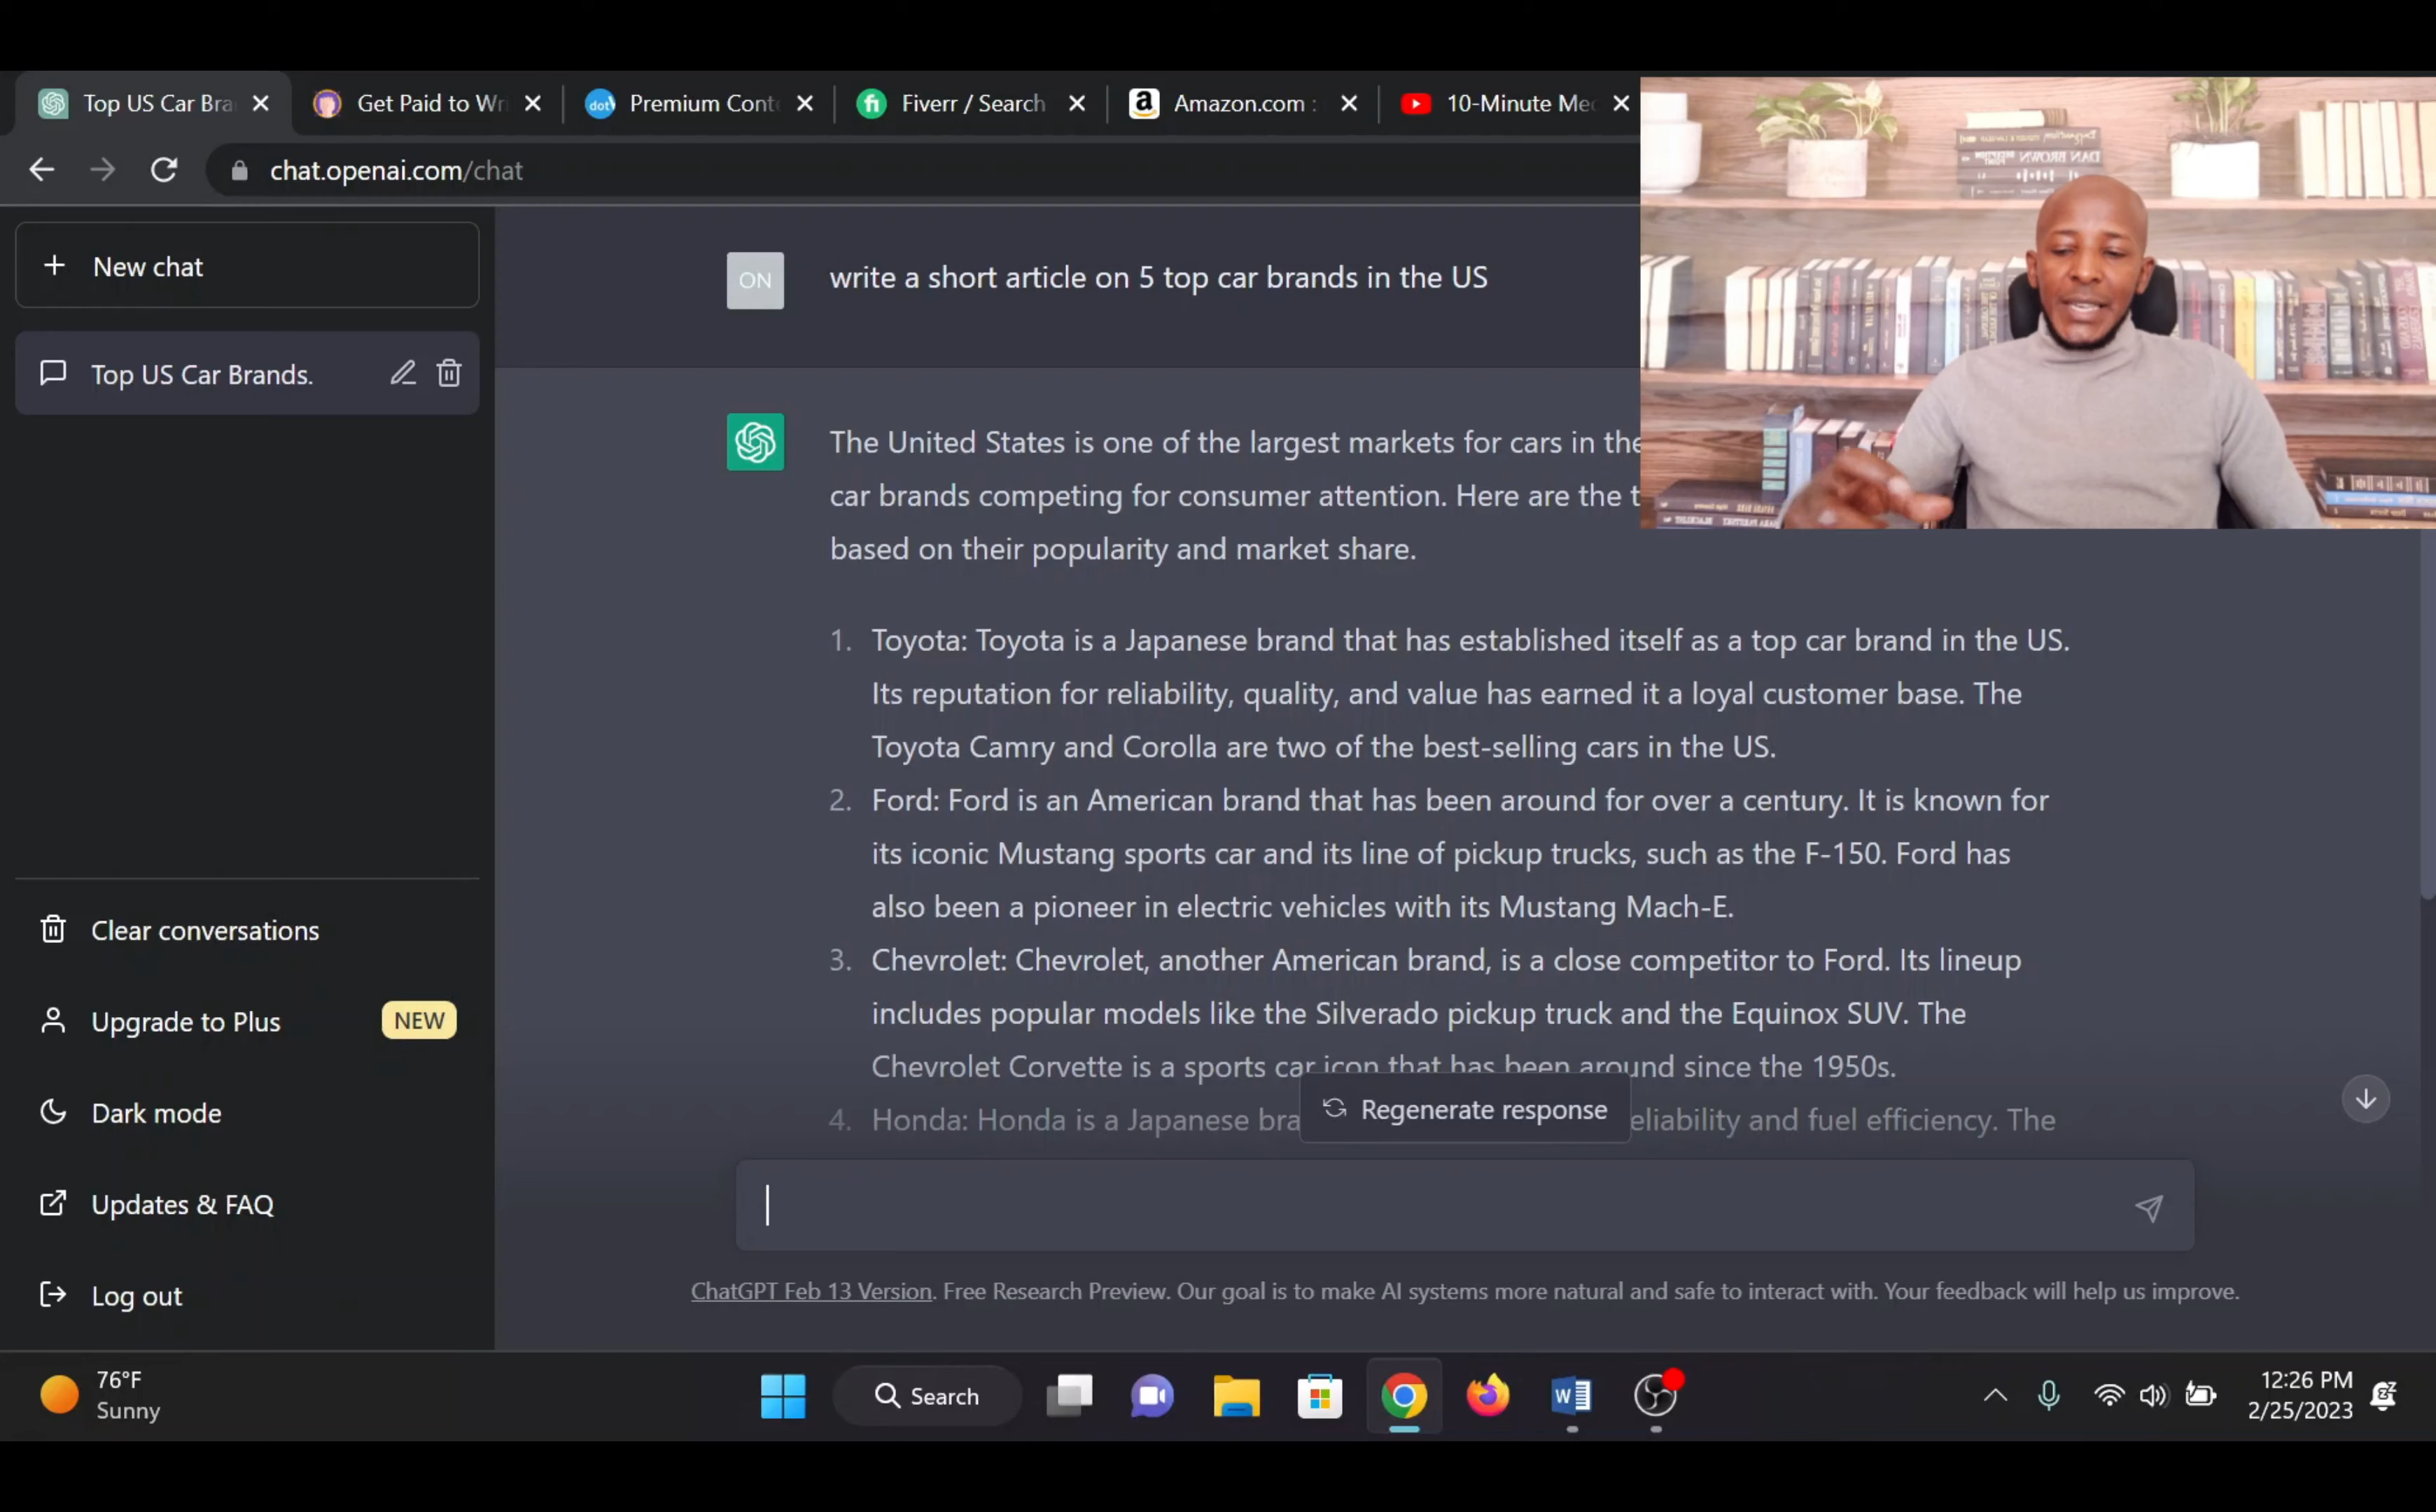 Top US Car Bra
Get Paid to Wri
Premium Conte
Fiverr / Search
Amazon.com :
10-Minute Med
chat.openai.com/chat
New chat
Top US Car Brands.
ON
write a short article on 5 top car brands in the US
The United States is one of the largest markets for cars in the
car brands competing for consumer attention. Here are the t
based on their popularity and market share.
1. Toyota: Toyota is a Japanese brand that has established itself as a top car brand in the US.
Its reputation for reliability, quality, and value has earned it a loyal customer base. The
Toyota Camry and Corolla are two of the best-selling cars in the US.
2. Ford: Ford is an American brand that has been around for over a century. It is known for
its iconic Mustang sports car and its line of pickup trucks, such as the F-150. Ford has
also been a pioneer in electric vehicles with its Mustang Mach-E.
3. Chevrolet: Chevrolet, another American brand, is a close competitor to Ford. Its lineup
includes popular models like the Silverado pickup truck and the Equinox SUV. The
Chevrolet Corvette is a sports car icon that has been around since the 1950s.
4. Honda: Honda is a Japanese bra eliability and fuel efficiency. The
Regenerate response
Clear conversations
Upgrade to Plus NEW
Dark mode
Updates & FAQ
Log out
ChatGPT Feb 13 Version. Free Research Preview. Our goal is to make AI systems more natural and safe to interact with. Your feedback will help us improve.
76°F
Sunny
Search
12:26 PM
2/25/2023
DAN BROWN